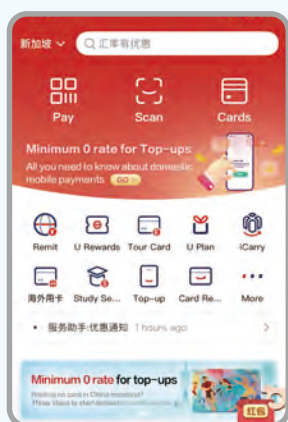 新加坡
汇率有优惠
Pay Scan Cards
Minimum 0 rate for Top-ups
All you need to know about domestic
mobile payments GO
Remit U Rewards Tour Card U Plan iCarry
海外用卡 Study Se... Top-up Card Re... More
服务助手:优惠通知 1 hours ago
Minimum 0 rate for top-ups
card in China
红包